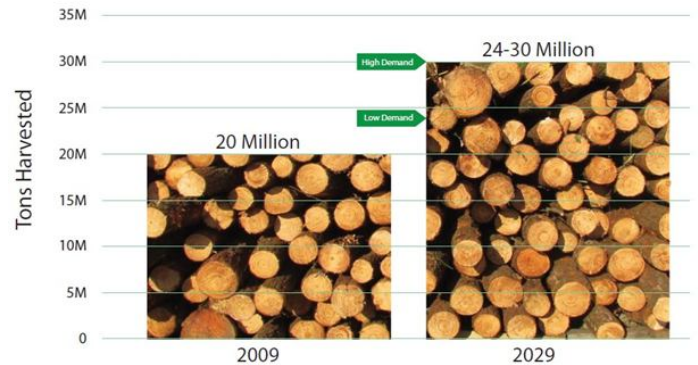 35M
30M
25M
20M
15M
10M
5M
0
Tons Harvested
20 Million
24-30 Million
High Demand
Low Demand
2009
2029